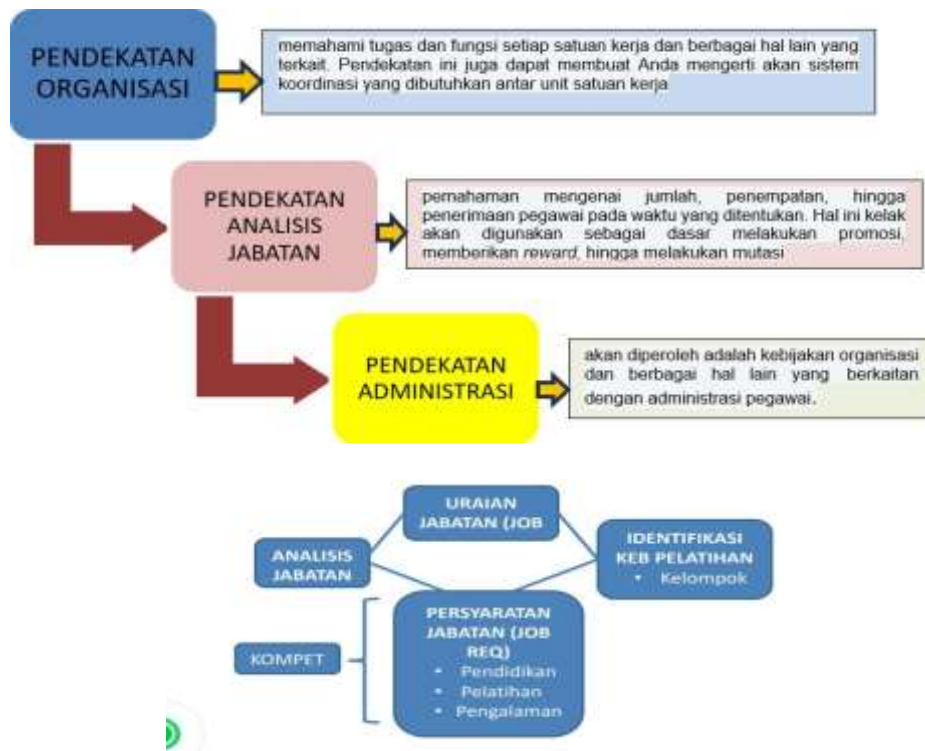 PENDEKATAN
ORGANISASI
memahami tugas dan fungsi setiap satuan kerja dan berbagai hal lain yang
terkait. Pendekatan ini juga dapat membuat Anda mengerti akan sistem
koordinasi yang dibutuhkan antar unit satuan kerja
PENDEKATAN
ANALISIS
JABATAN
pemahaman mengenai jumlah, penempatan, hingga
penerimaan pegawai pada waktu yang ditentukan. Hal ini kelak
akan digunakan sebagai dasar melakukan promosi,
memberikan reward, hingga melakukan mutasi
PENDEKATAN
ADMINISTRASI
akan diperoleh adalah kebijakan organisasi
dan berbagai hal lain yang berkaitan
dengan administrasi pegawai.
URAIAN
JABATAN (JOB
ANALISIS
JABATAN
IDENTIFIKASI
KEB PELATIHAN
• Kelompok
PERSYARATAN
JABATAN (JOB
REQ)
• Pendidikan
• Pelatihan
• Pengalaman
KOMPET